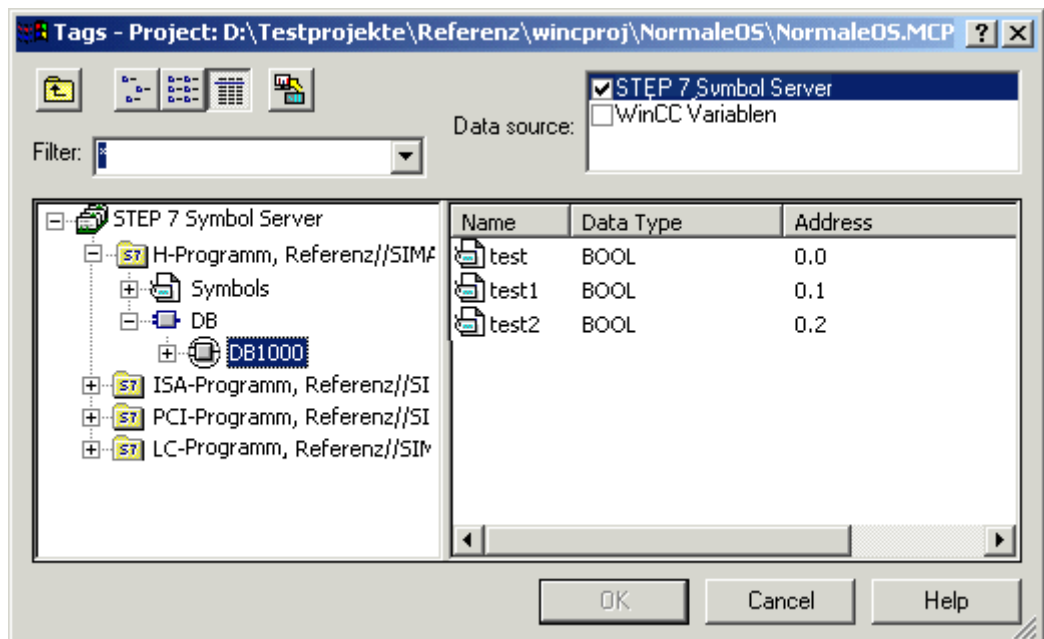 Tags - Project: D:\Testprojekte\Referenz\wincproj\NormaleOS\NormaleOS.MCP
STEP 7 Symbol Server
WinCC Variablen
Data source:
Filter: *
STEP 7 Symbol Server
H-Programm, Referenz//SIMA
Symbols
DB
DB1000
ISA-Programm, Referenz//SI
PCI-Programm, Referenz//SI
LC-Programm, Referenz//SIM
Name Data Type Address
test BOOL 0.0
test1 BOOL 0.1
test2 BOOL 0.2
OK Cancel Help